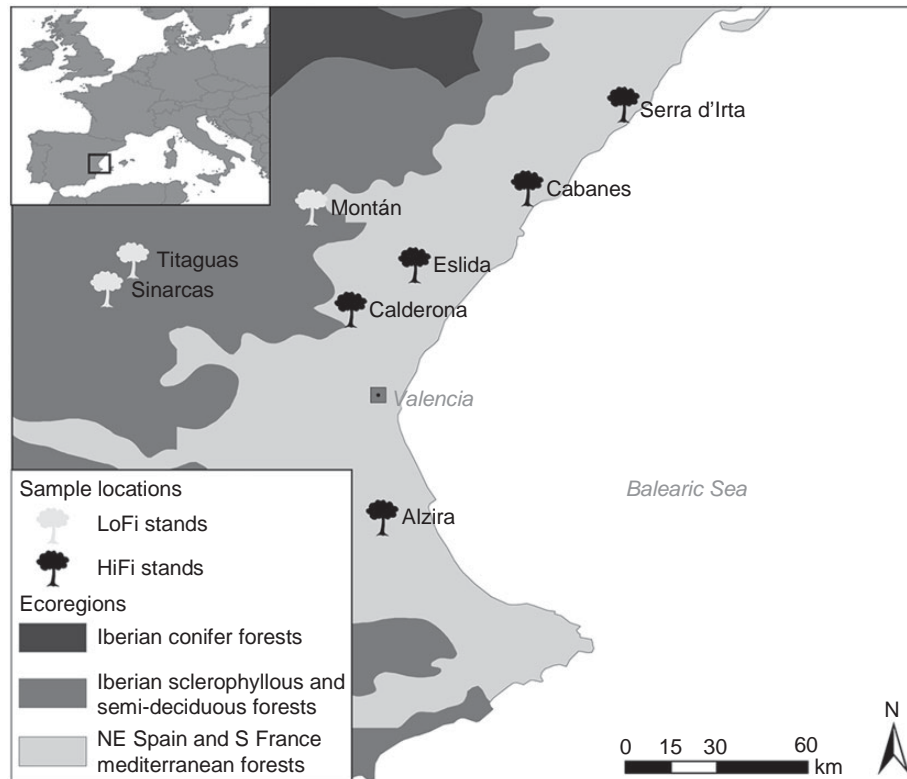 Serra d'Irta
Cabanes
Montán
Titaguas
Eslida
Sinarcas
Calderona
Valencia
Sample locations
LoFi stands
HiFi stands
Alzira
Balearic Sea
Ecoregions
Iberian conifer forests
Iberian sclerophyllous and
semi-deciduous forests
NE Spain and S France
mediterranean forests
N
0 15 30 60
km